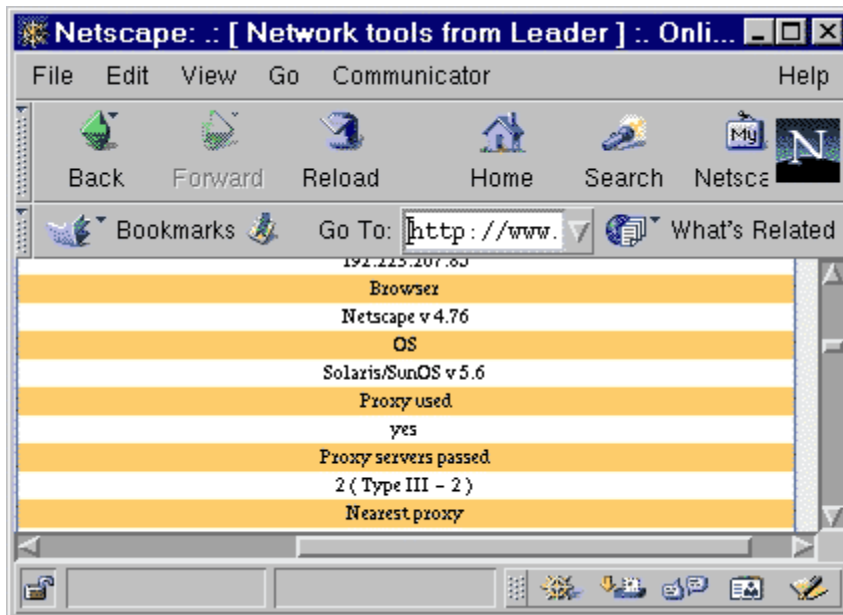 Netscape: .: [ Network tools from Leader ] :. Onli...
File Edit View Go Communicator Help
Back Forward Reload Home Search Netsca
My
N
Bookmarks Go To: http://www. What's Related
Browser
Netscape v 4.76
OS
Solaris/SunOS v 5.6
Proxy used
yes
Proxy servers passed
2 ( Type III – 2 )
Nearest proxy